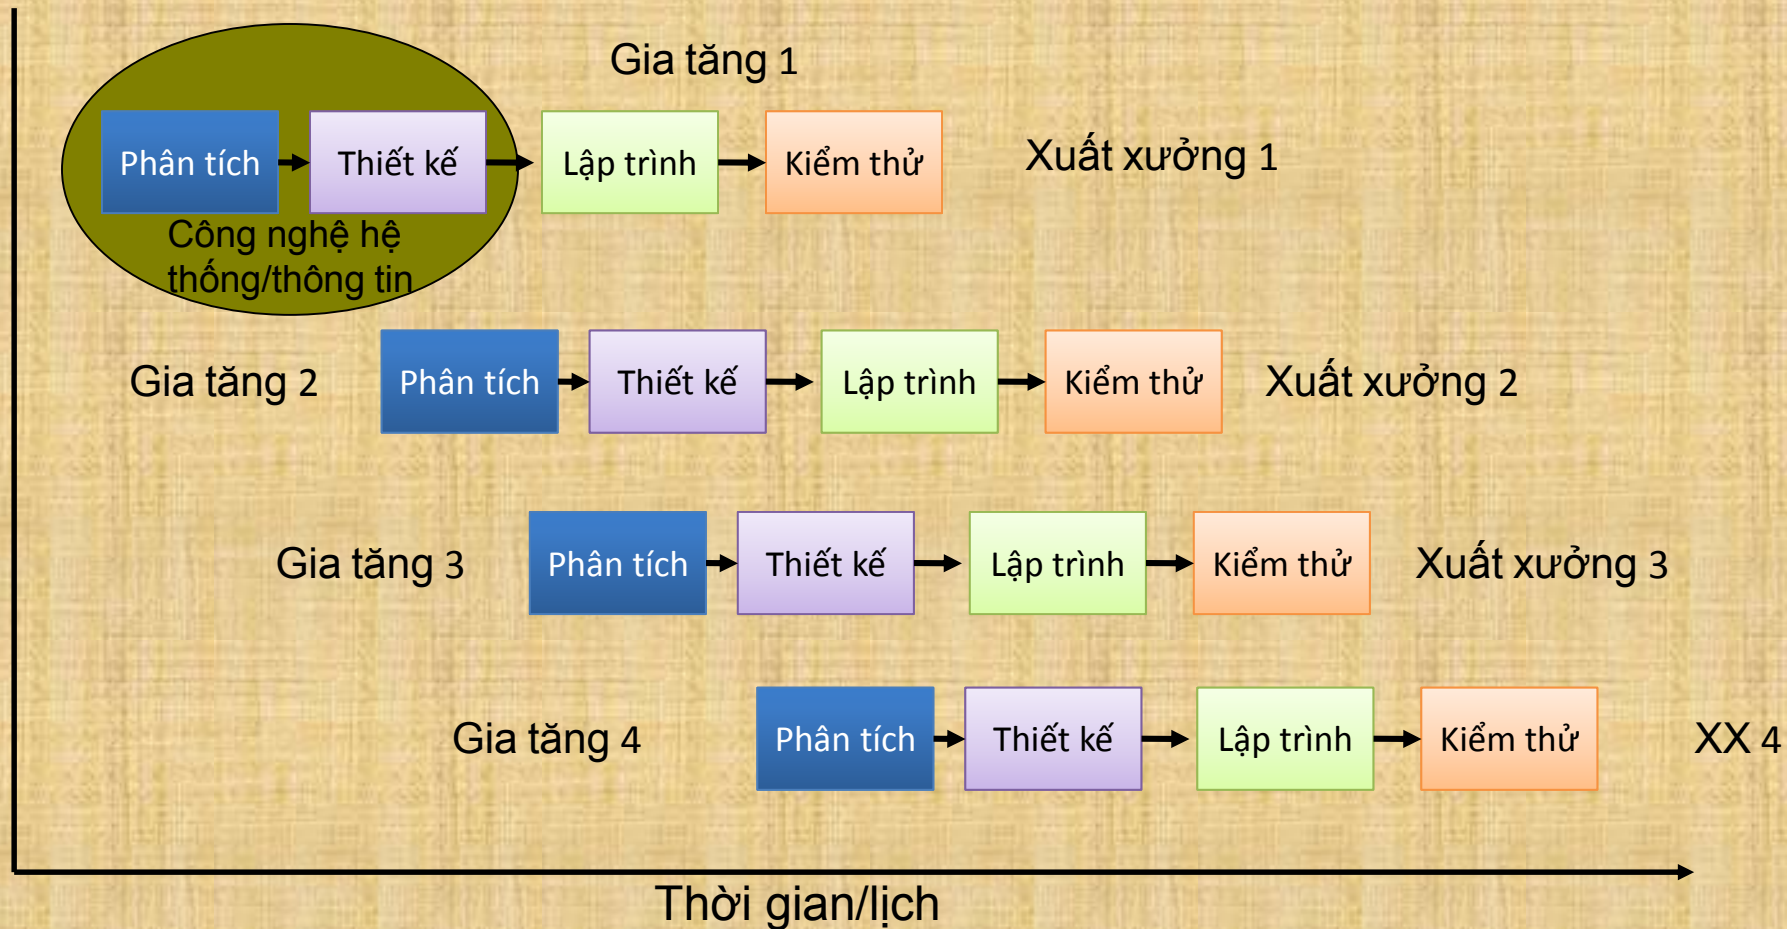 Gia tăng 1
Phân tích Thiết kế Lập trình Kiểm thử Xuất xưởng 1
Công nghệ hệ
thống/thông tin
Gia tăng 2 Phân tích Thiết kế Lập trình Kiểm thử Xuất xưởng 2
Gia tăng 3 Phân tích Thiết kế Lập trình Kiểm thử Xuất xưởng 3
Gia tăng 4 Phân tích Thiết kế Lập trình Kiểm thử XX 4
Thời gian/lịch